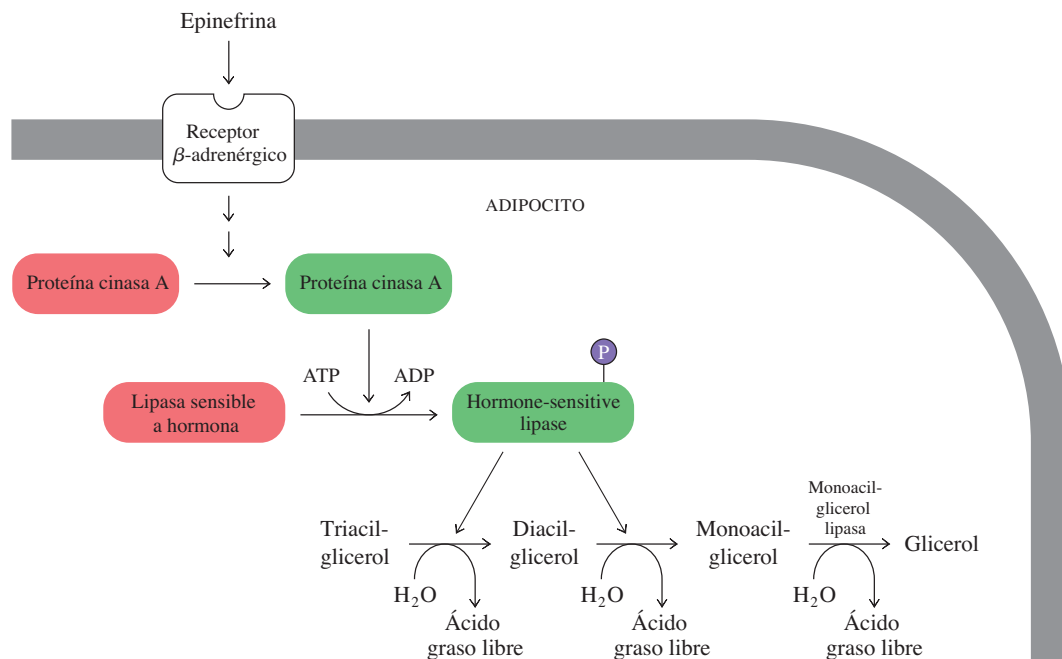 Epinefrina
Receptor
β-adrenérgico
ADIPOCITO
Proteína cinasa A
Proteína cinasa A
ATP
ADP
P
Lipasa sensible
a hormona
Hormone-sensitive
lipase
Triacil-
glicerol
H₂O
Ácido
graso libre
Diacil-
glicerol
H₂O
Ácido
graso libre
Monoacil-
glicerol
Monoacil-
glicerol
lipasa
H₂O
Ácido
graso libre
Glicerol